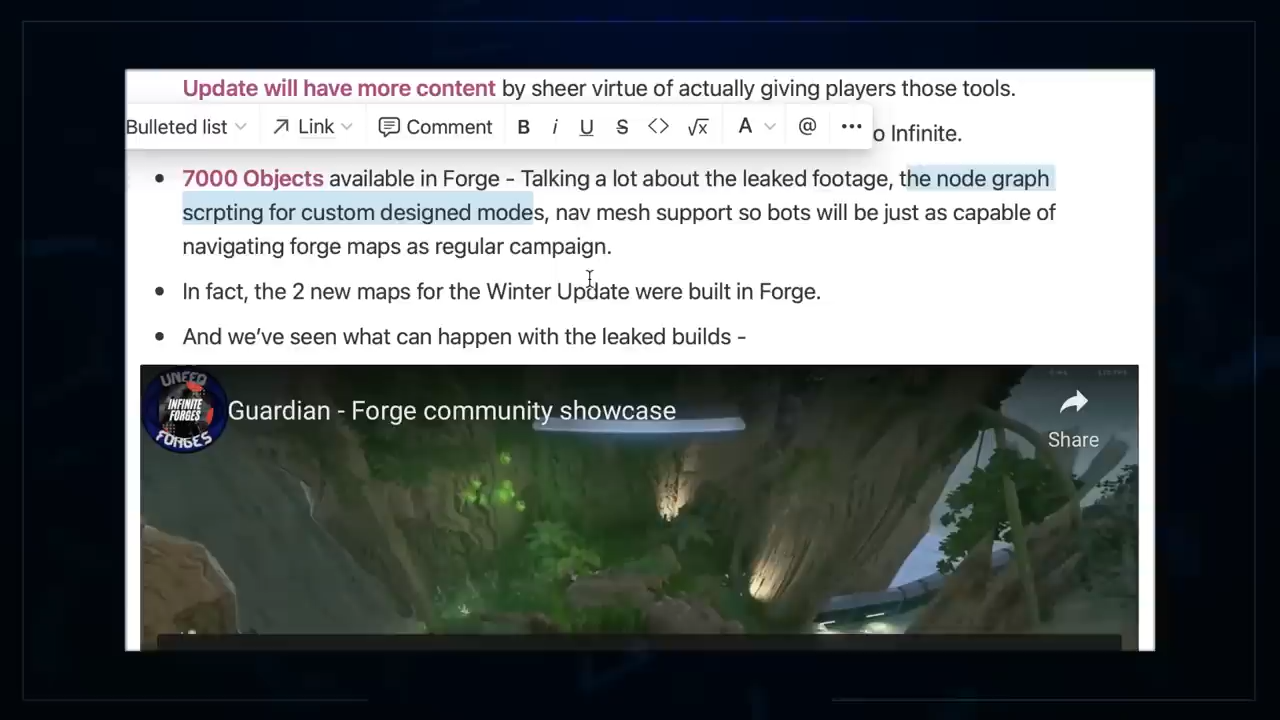 Update will have more content by sheer virtue of actually giving players those tools.
Bulleted list Link Comment B i U S <> √x A @ •••
o Infinite.
• 7000 Objects available in Forge - Talking a lot about the leaked footage, the node graph
scrpting for custom designed modes, nav mesh support so bots will be just as capable of
navigating forge maps as regular campaign.
• In fact, the 2 new maps for the Winter Update were built in Forge.
• And we’ve seen what can happen with the leaked builds -
INFINITE
FORGES
FORGES
Guardian - Forge community showcase
Share